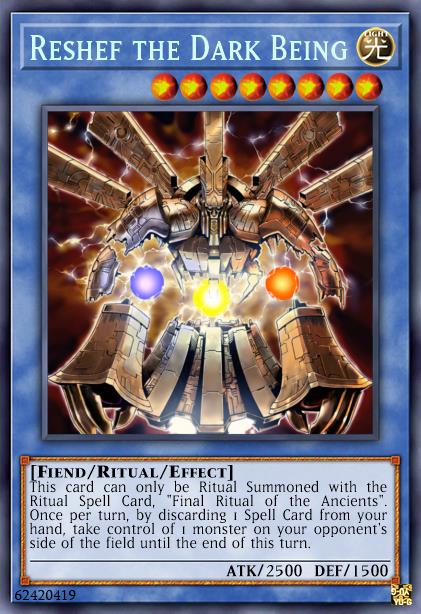 Reshef the Dark Being
LIGHT
光
[Fiend/Ritual/Effect]
This card can only be Ritual Summoned with the
Ritual Spell Card, "Final Ritual of the Ancients".
Once per turn, by discarding 1 Spell Card from your
hand, take control of 1 monster on your opponent's
side of the field until the end of this turn.
ATK/2500 DEF/1500
62420419